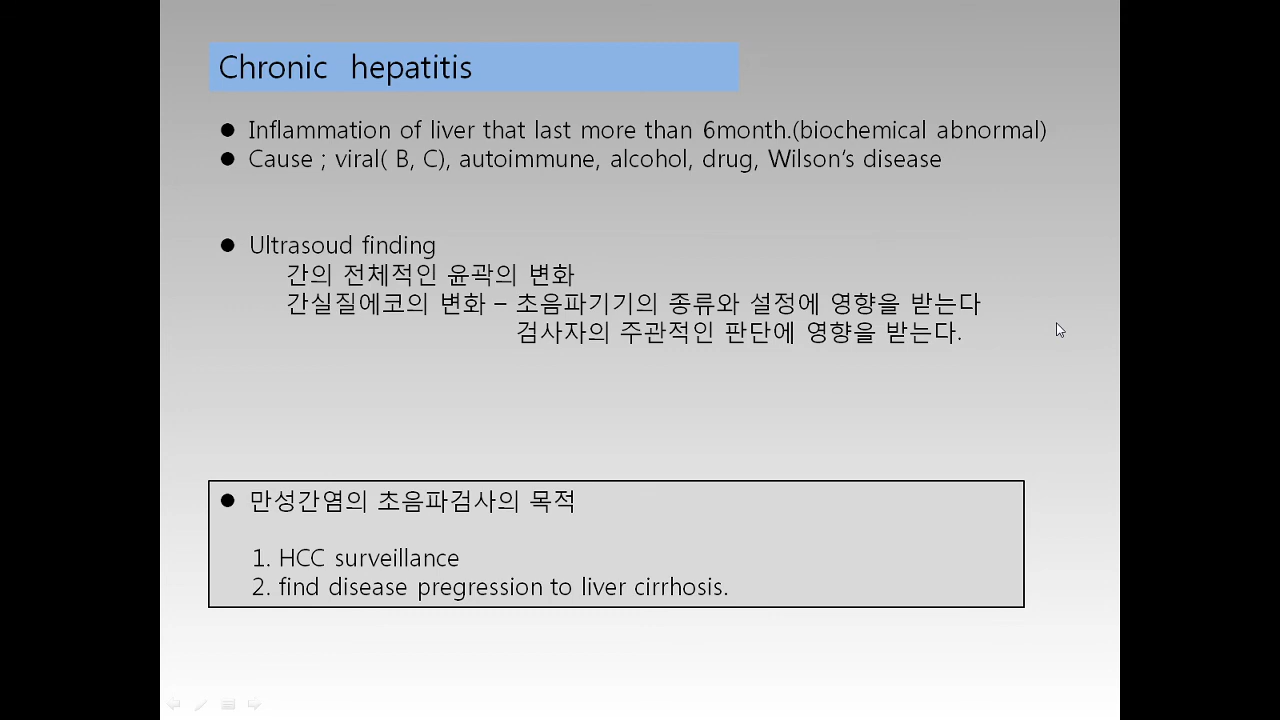 Chronic hepatitis
● Inflammation of liver that last more than 6month.(biochemical abnormal)
● Cause ; viral( B, C), autoimmune, alcohol, drug, Wilson's disease
● Ultrasoud finding
간의 전체적인 윤곽의 변화
간실질에코의 변화 – 초음파기기의 종류와 설정에 영향을 받는다
검사자의 주관적인 판단에 영향을 받는다.
● 만성간염의 초음파검사의 목적
1. HCC surveillance
2. find disease pregression to liver cirrhosis.